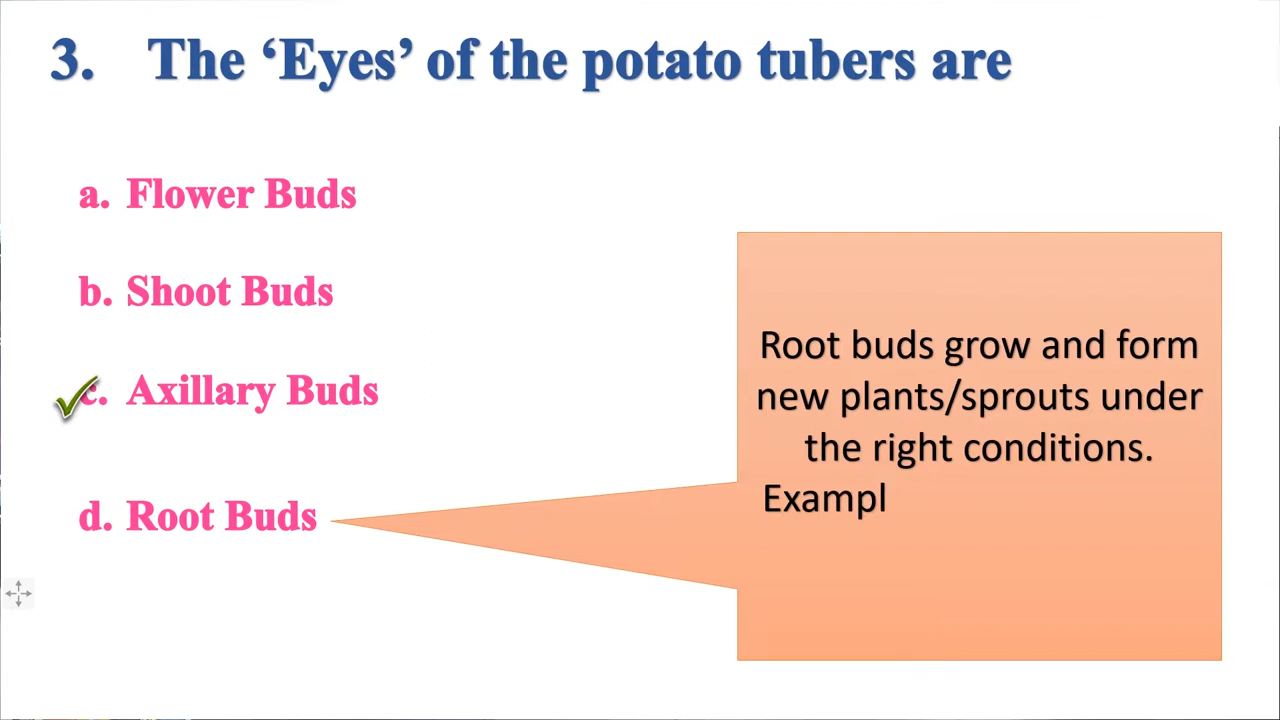 3. The ‘Eyes’ of the potato tubers are
a. Flower Buds
b. Shoot Buds
c. Axillary Buds
d. Root Buds
Root buds grow and form
new plants/sprouts under
the right conditions.
Exampl